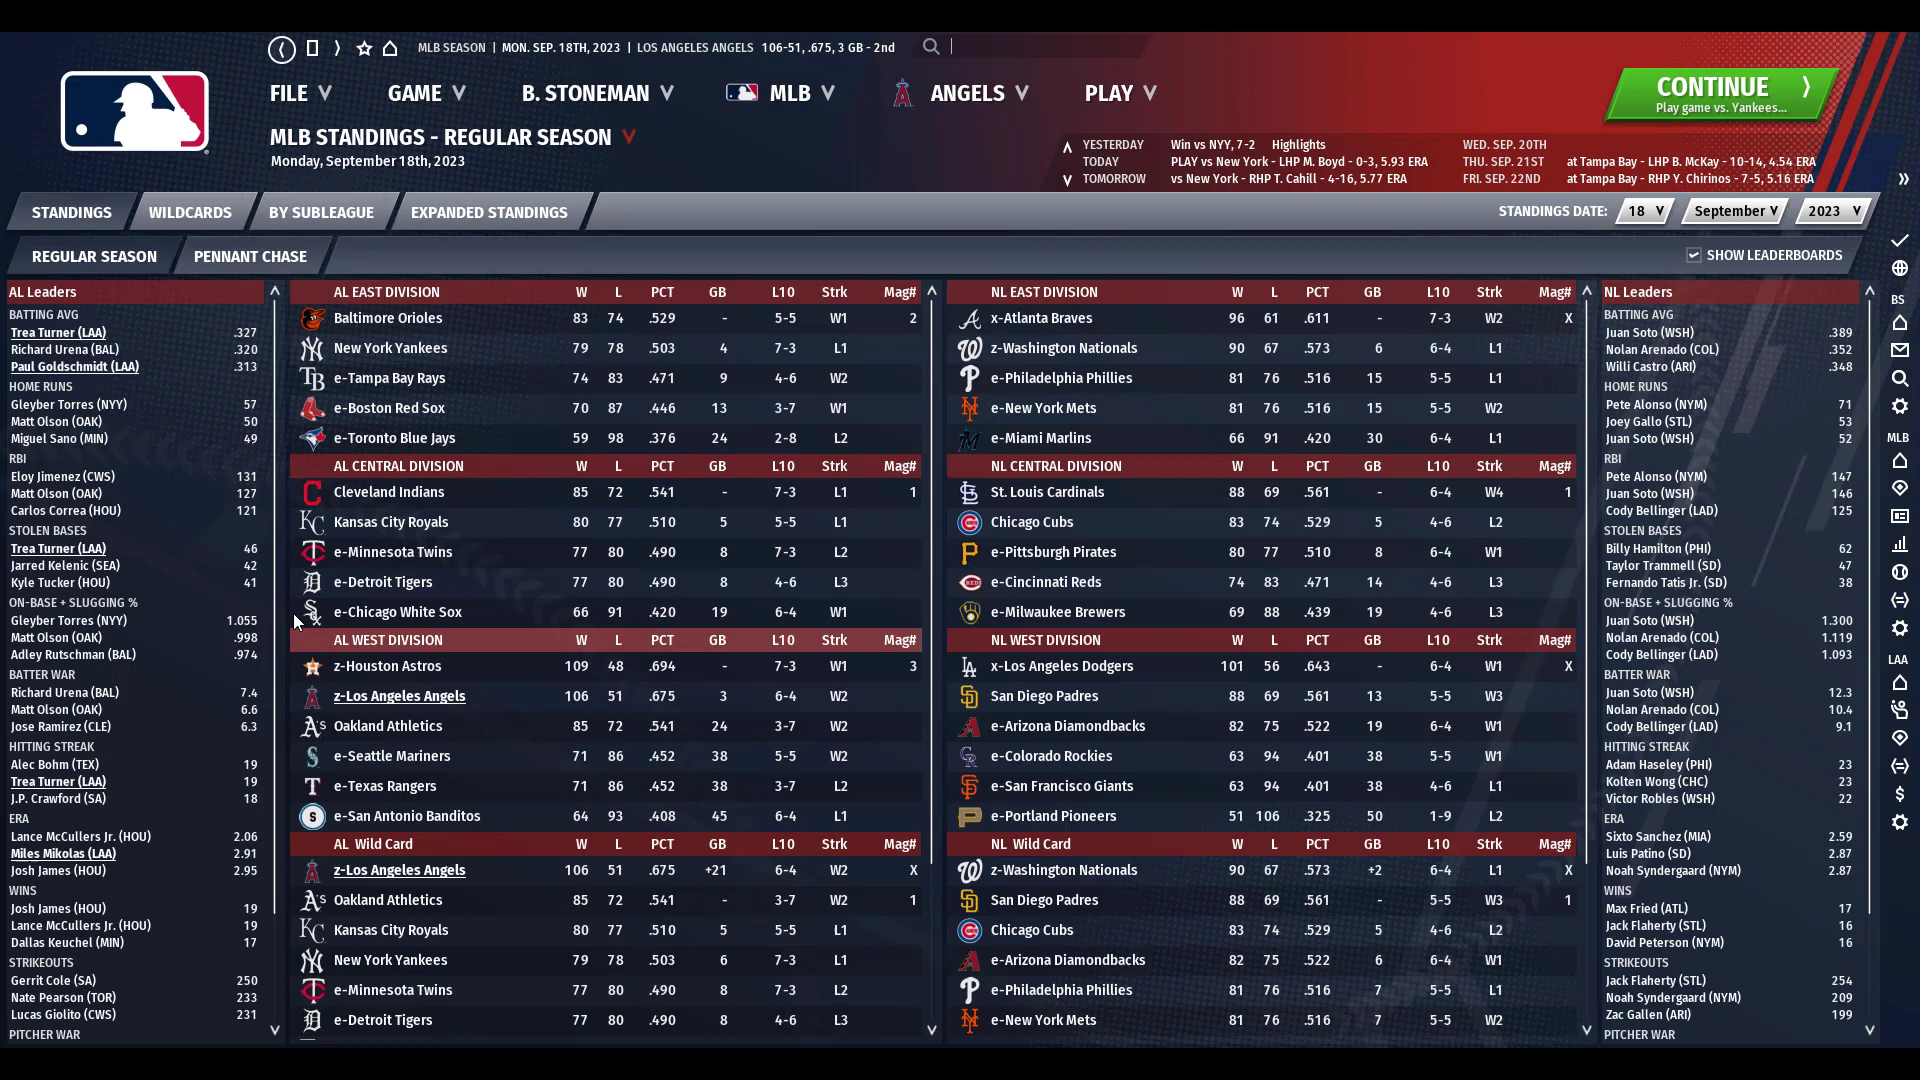 MLB SEASON | MON. SEP. 18TH, 2023 | LOS ANGELES ANGELS 106-51, .675, 3 GB - 2nd
FILE GAME B. STONEMAN MLB ANGELS PLAY
CONTINUE
Play game vs. Yankees...
MLB STANDINGS - REGULAR SEASON
Monday, September 18th, 2023
YESTERDAY Win vs NYY, 7-2 Highlights WED. SEP. 20TH
TODAY PLAY vs New York - LHP M. Boyd - 0-3, 5.93 ERA THU. SEP. 21ST at Tampa Bay - LHP B. McKay - 10-14, 4.54 ERA
TOMORROW vs New York - RHP T. Cahill - 4-16, 5.77 ERA FRI. SEP. 22ND at Tampa Bay - RHP Y. Chirinos - 7-5, 5.16 ERA
STANDINGS WILDCARDS BY SUBLEAGUE EXPANDED STANDINGS STANDINGS DATE: 18 September 2023
REGULAR SEASON PENNANT CHASE SHOW LEADERBOARDS
AL Leaders
BATTING AVG
Trea Turner (LAA) .327
Richard Urena (BAL) .320
Paul Goldschmidt (LAA) .313
HOME RUNS
Gleyber Torres (NYY) 57
Matt Olson (OAK) 50
Miguel Sano (MIN) 49
RBI
Eloy Jimenez (CWS) 131
Matt Olson (OAK) 127
Carlos Correa (HOU) 121
STOLEN BASES
Trea Turner (LAA) 46
Jarred Kelenic (SEA) 42
Kyle Tucker (HOU) 41
ON-BASE + SLUGGING %
Gleyber Torres (NYY) 1.055
Matt Olson (OAK) .998
Adley Rutschman (BAL) .974
BATTER WAR
Richard Urena (BAL) 7.4
Matt Olson (OAK) 6.6
Jose Ramirez (CLE) 6.3
HITTING STREAK
Alec Bohm (TEX) 19
Trea Turner (LAA) 19
J.P. Crawford (SA) 18
ERA
Lance McCullers Jr. (HOU) 2.06
Miles Mikolas (LAA) 2.91
Josh James (HOU) 2.95
WINS
Josh James (HOU) 19
Lance McCullers Jr. (HOU) 19
Dallas Keuchel (MIN) 17
STRIKEOUTS
Gerrit Cole (SA) 250
Nate Pearson (TOR) 233
Lucas Giolito (CWS) 231
PITCHER WAR
AL EAST DIVISION W L PCT GB L10 Strk Mag#
Baltimore Orioles 83 74 .529 - 5-5 W1 2
New York Yankees 79 78 .503 4 7-3 L1
e-Tampa Bay Rays 74 83 .471 9 4-6 W2
e-Boston Red Sox 70 87 .446 13 3-7 W1
e-Toronto Blue Jays 59 98 .376 24 2-8 L2
AL CENTRAL DIVISION W L PCT GB L10 Strk Mag#
Cleveland Indians 85 72 .541 - 7-3 L1 1
Kansas City Royals 80 77 .510 5 5-5 L1
e-Minnesota Twins 77 80 .490 8 7-3 L2
e-Detroit Tigers 77 80 .490 8 4-6 L3
e-Chicago White Sox 66 91 .420 19 6-4 W1
AL WEST DIVISION W L PCT GB L10 Strk Mag#
z-Houston Astros 109 48 .694 - 7-3 W1 3
z-Los Angeles Angels 106 51 .675 3 6-4 W2
Oakland Athletics 85 72 .541 24 3-7 W2
e-Seattle Mariners 71 86 .452 38 5-5 W2
e-Texas Rangers 71 86 .452 38 3-7 L2
e-San Antonio Banditos 64 93 .408 45 6-4 L1
AL Wild Card W L PCT GB L10 Strk Mag#
z-Los Angeles Angels 106 51 .675 +21 6-4 W2 X
Oakland Athletics 85 72 .541 - 3-7 W2 1
Kansas City Royals 80 77 .510 5 5-5 L1
New York Yankees 79 78 .503 6 7-3 L1
e-Minnesota Twins 77 80 .490 8 7-3 L2
e-Detroit Tigers 77 80 .490 8 4-6 L3
NL EAST DIVISION W L PCT GB L10 Strk Mag#
x-Atlanta Braves 96 61 .611 - 7-3 W2 X
z-Washington Nationals 90 67 .573 6 6-4 L1
e-Philadelphia Phillies 81 76 .516 15 5-5 L1
e-New York Mets 81 76 .516 15 5-5 W2
e-Miami Marlins 66 91 .420 30 6-4 L1
NL CENTRAL DIVISION W L PCT GB L10 Strk Mag#
St. Louis Cardinals 88 69 .561 - 6-4 W4 1
Chicago Cubs 83 74 .529 5 4-6 L2
e-Pittsburgh Pirates 80 77 .510 8 6-4 W1
e-Cincinnati Reds 74 83 .471 14 4-6 L3
e-Milwaukee Brewers 69 88 .439 19 4-6 L3
NL WEST DIVISION W L PCT GB L10 Strk Mag#
x-Los Angeles Dodgers 101 56 .643 - 6-4 W1 X
San Diego Padres 88 69 .561 13 5-5 W3
e-Arizona Diamondbacks 82 75 .522 19 6-4 W1
e-Colorado Rockies 63 94 .401 38 5-5 W1
e-San Francisco Giants 63 94 .401 38 4-6 L1
e-Portland Pioneers 51 106 .325 50 1-9 L2
NL Wild Card W L PCT GB L10 Strk Mag#
z-Washington Nationals 90 67 .573 +2 6-4 L1 X
San Diego Padres 88 69 .561 - 5-5 W3 1
Chicago Cubs 83 74 .529 5 4-6 L2
e-Arizona Diamondbacks 82 75 .522 6 6-4 W1
e-Philadelphia Phillies 81 76 .516 7 5-5 L1
e-New York Mets 81 76 .516 7 5-5 W2
NL Leaders
BATTING AVG
Juan Soto (WSH) .389
Nolan Arenado (COL) .352
Willi Castro (ARI) .348
HOME RUNS
Pete Alonso (NYM) 71
Joey Gallo (STL) 53
Juan Soto (WSH) 52
RBI
Pete Alonso (NYM) 147
Juan Soto (WSH) 146
Cody Bellinger (LAD) 125
STOLEN BASES
Billy Hamilton (PHI) 62
Taylor Trammell (SD) 47
Fernando Tatis Jr. (SD) 38
ON-BASE + SLUGGING %
Juan Soto (WSH) 1.300
Nolan Arenado (COL) 1.119
Cody Bellinger (LAD) 1.093
BATTER WAR
Juan Soto (WSH) 12.3
Nolan Arenado (COL) 10.4
Cody Bellinger (LAD) 9.1
HITTING STREAK
Adam Haseley (PHI) 23
Kolten Wong (CHC) 23
Victor Robles (WSH) 22
ERA
Sixto Sanchez (MIA) 2.59
Luis Patino (SD) 2.87
Noah Syndergaard (NYM) 2.87
WINS
Max Fried (ATL) 17
Jack Flaherty (STL) 16
David Peterson (NYM) 16
STRIKEOUTS
Jack Flaherty (STL) 254
Noah Syndergaard (NYM) 209
Zac Gallen (ARI) 199
PITCHER WAR
BS
MLB
LAA